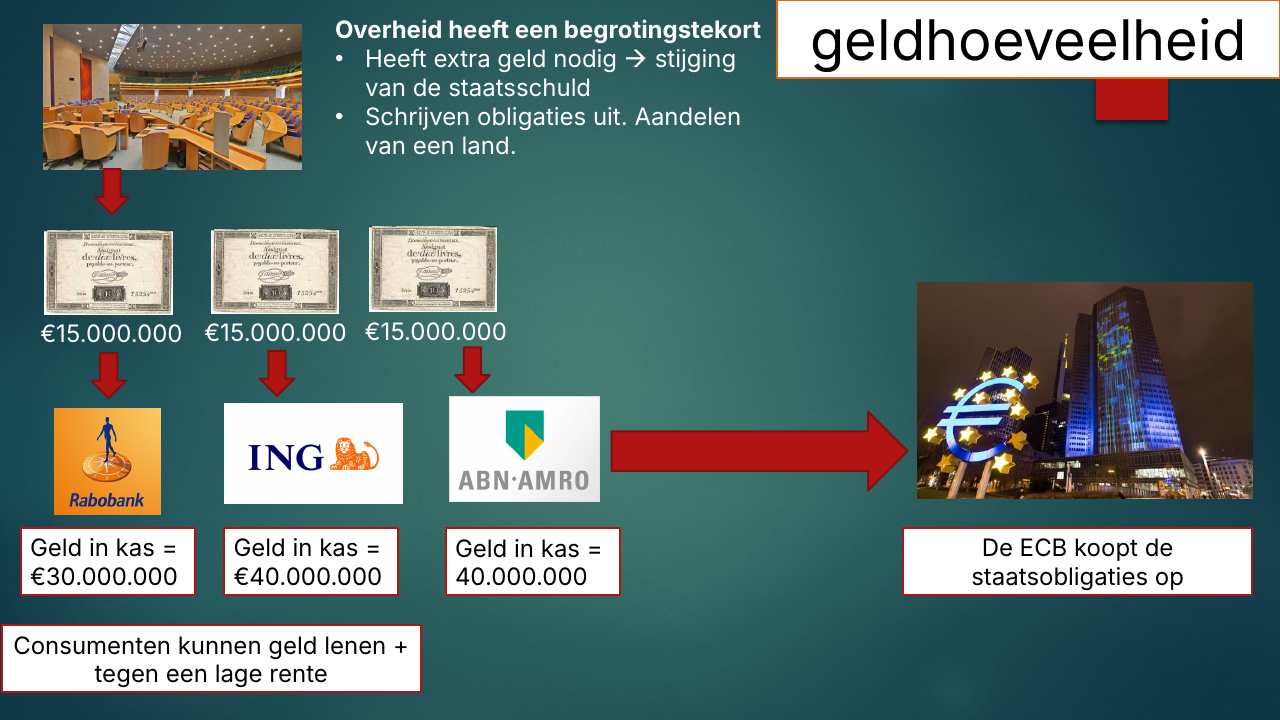 geldhoeveelheid
Overheid heeft een begrotingstekort
• Heeft extra geld nodig → stijging
van de staatsschuld
• Schrijven obligaties uit. Aandelen
van een land.
€15.000.000
€15.000.000
€15.000.000
Rabobank
ING
ABN·AMRO
Geld in kas =
€30.000.000
Geld in kas =
€40.000.000
Geld in kas =
40.000.000
De ECB koopt de
staatsobligaties op
Consumenten kunnen geld lenen +
tegen een lage rente